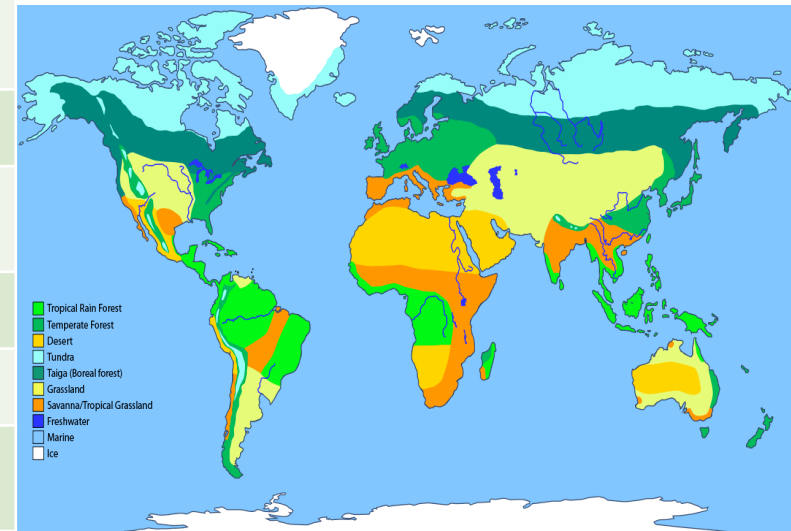 Tropical Rain Forest
Temperate Forest
Desert
Tundra
Taiga (Boreal forest)
Grassland
Savanna/Tropical Grassland
Freshwater
Marine
Ice